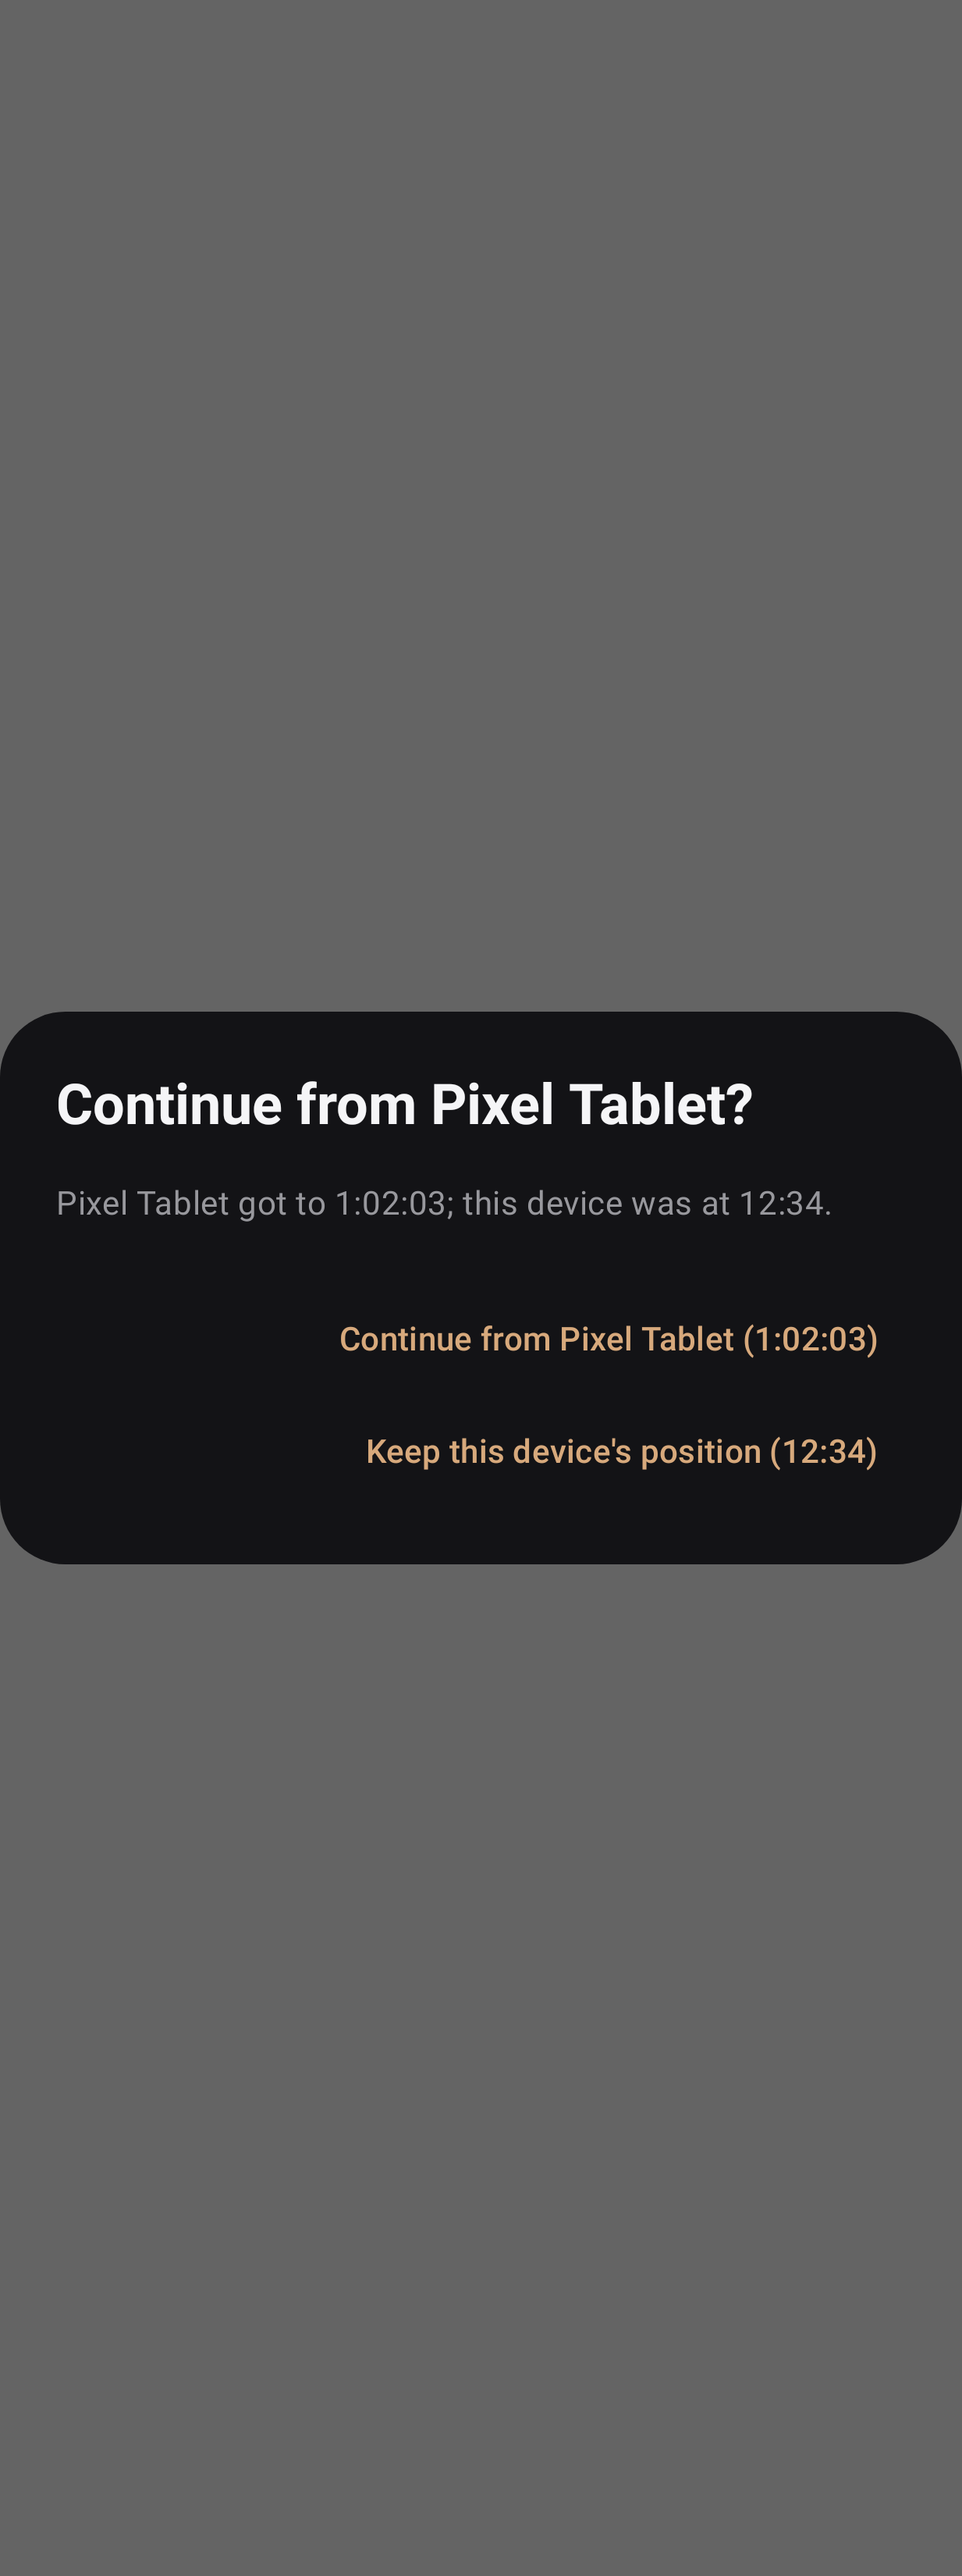 Continue from Pixel Tablet?
Pixel Tablet got to 1:02:03; this device was at 12:34.
Continue from Pixel Tablet (1:02:03)
Keep this device's position (12:34)